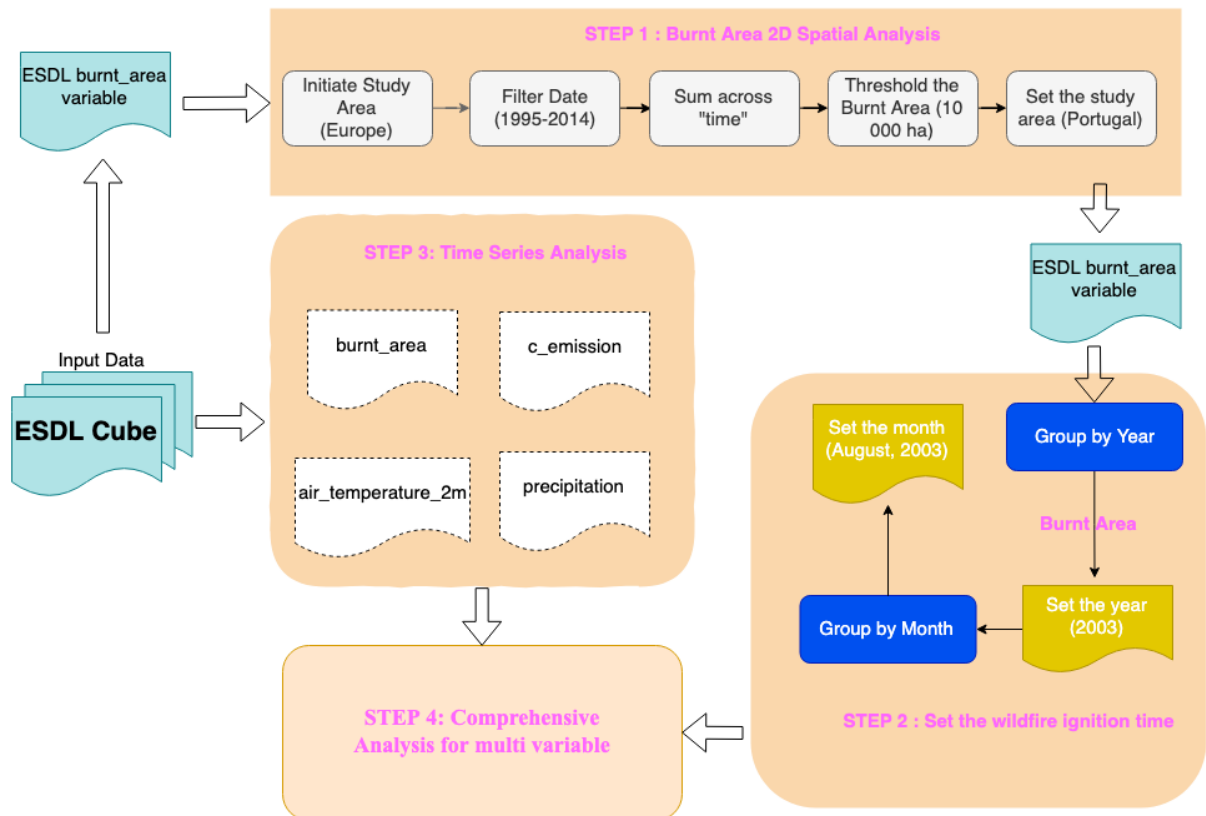 STEP 1 : Burnt Area 2D Spatial Analysis
ESDL burnt_area
variable
Initiate Study
Area
(Europe)
Filter Date
(1995-2014)
Sum across
"time"
Threshold the
Burnt Area (10
000 ha)
Set the study
area (Portugal)
STEP 3: Time Series Analysis
burnt_area
c_emission
air_temperature_2m
precipitation
ESDL burnt_area
variable
Input Data
ESDL Cube
Set the month
(August, 2003)
Group by Year
Burnt Area
Group by Month
Set the year
(2003)
STEP 2 : Set the wildfire ignition time
STEP 4: Comprehensive
Analysis for multi variable